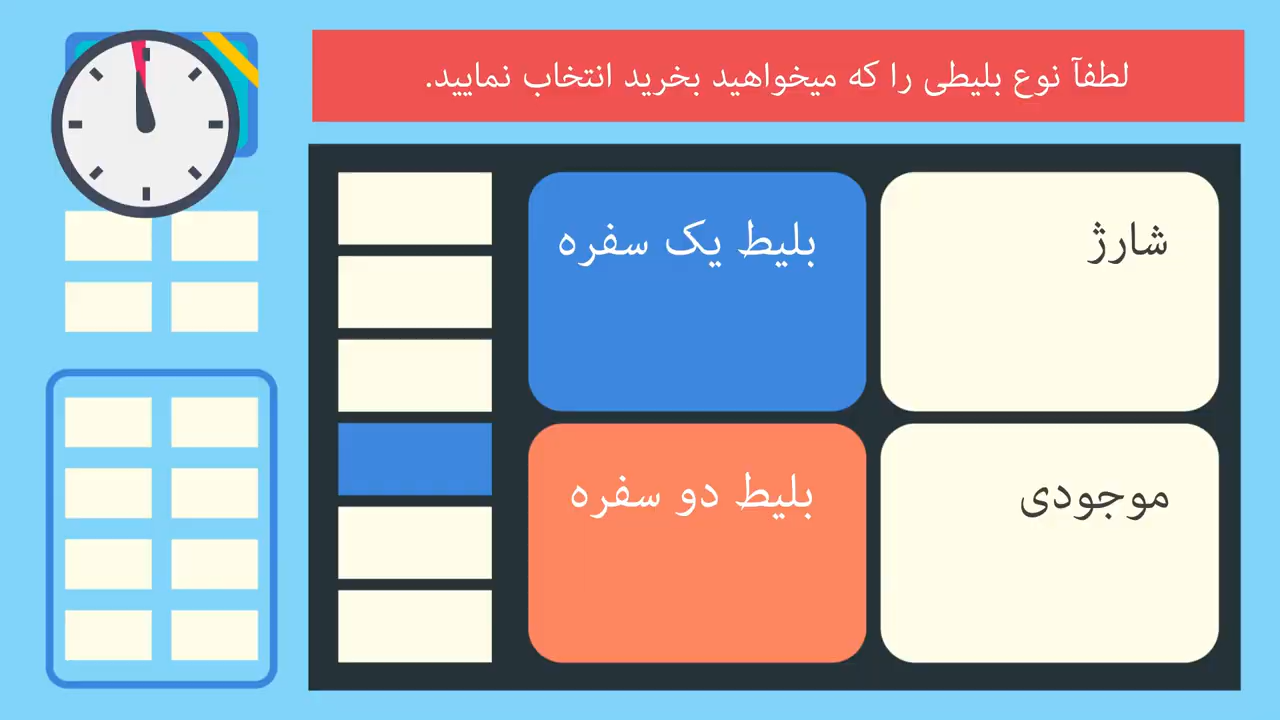 لطفآ نوع بلیطی را که میخواهید بخرید انتخاب نمایید.
شارژ
بلیط یک سفره
موجودی
بلیط دو سفره